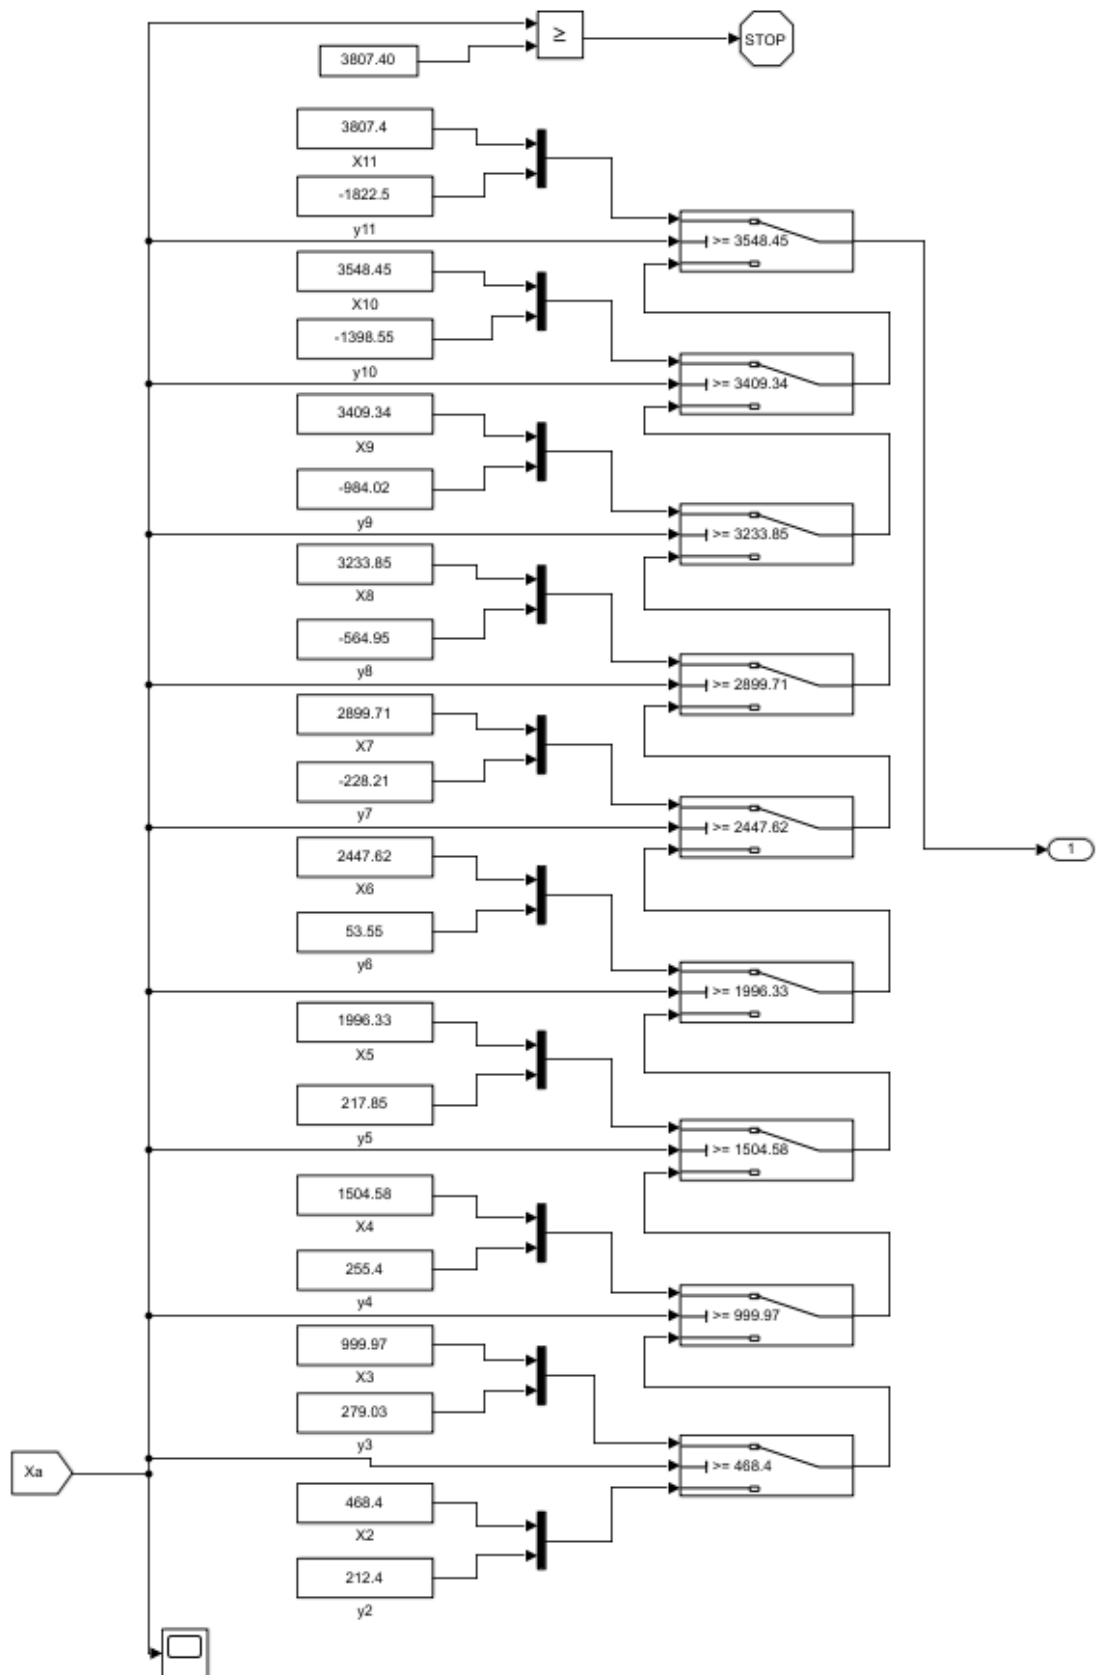 ≥
STOP
3807.40
3807.4
X11
-1822.5
y11
>= 3548.45
3548.45
X10
-1398.55
y10
>= 3409.34
3409.34
X9
-984.02
y9
>= 3233.85
3233.85
X8
-564.95
y8
>= 2899.71
2899.71
X7
-228.21
y7
>= 2447.62
1
2447.62
X6
53.55
y6
>= 1996.33
1996.33
X5
217.85
y5
>= 1504.58
1504.58
X4
255.4
y4
>= 999.97
999.97
X3
279.03
y3
>= 468.4
Xa
468.4
X2
212.4
y2